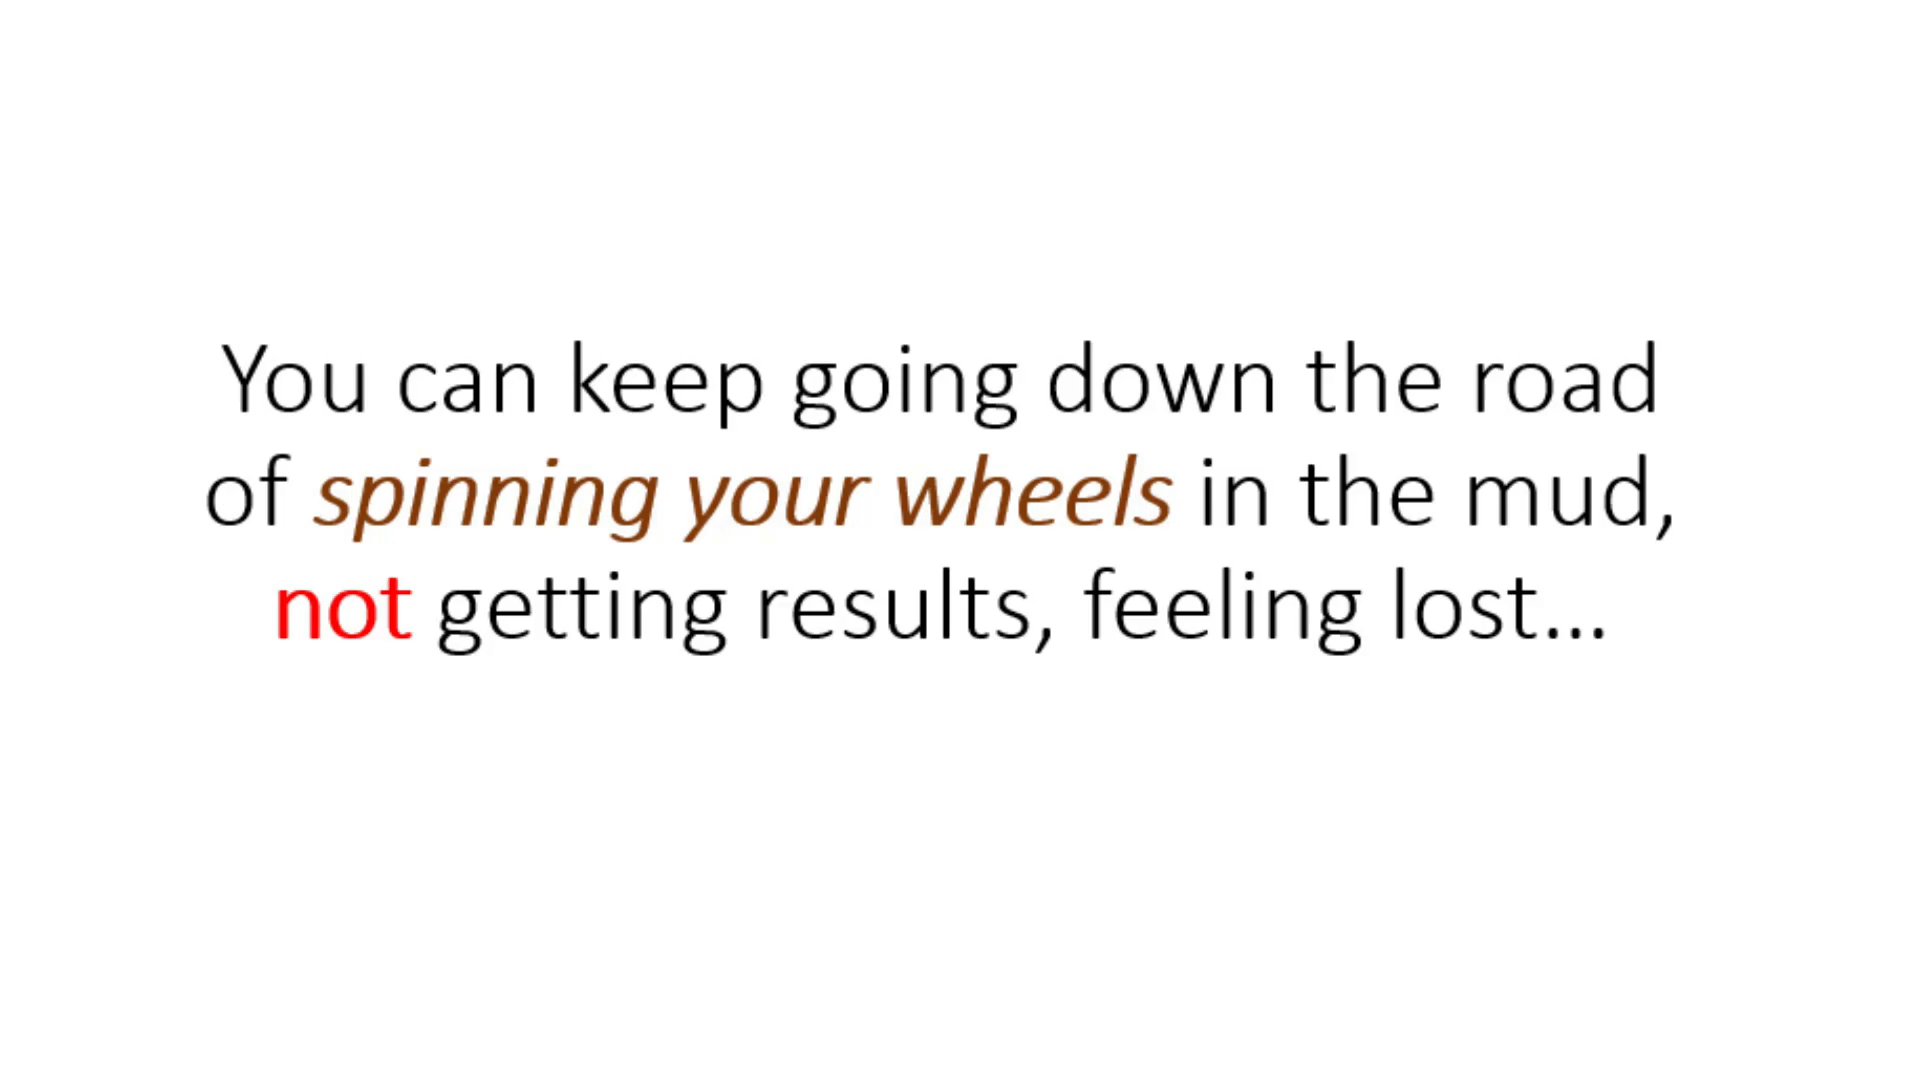 You can keep going down the road
of spinning your wheels in the mud,
not getting results, feeling lost...